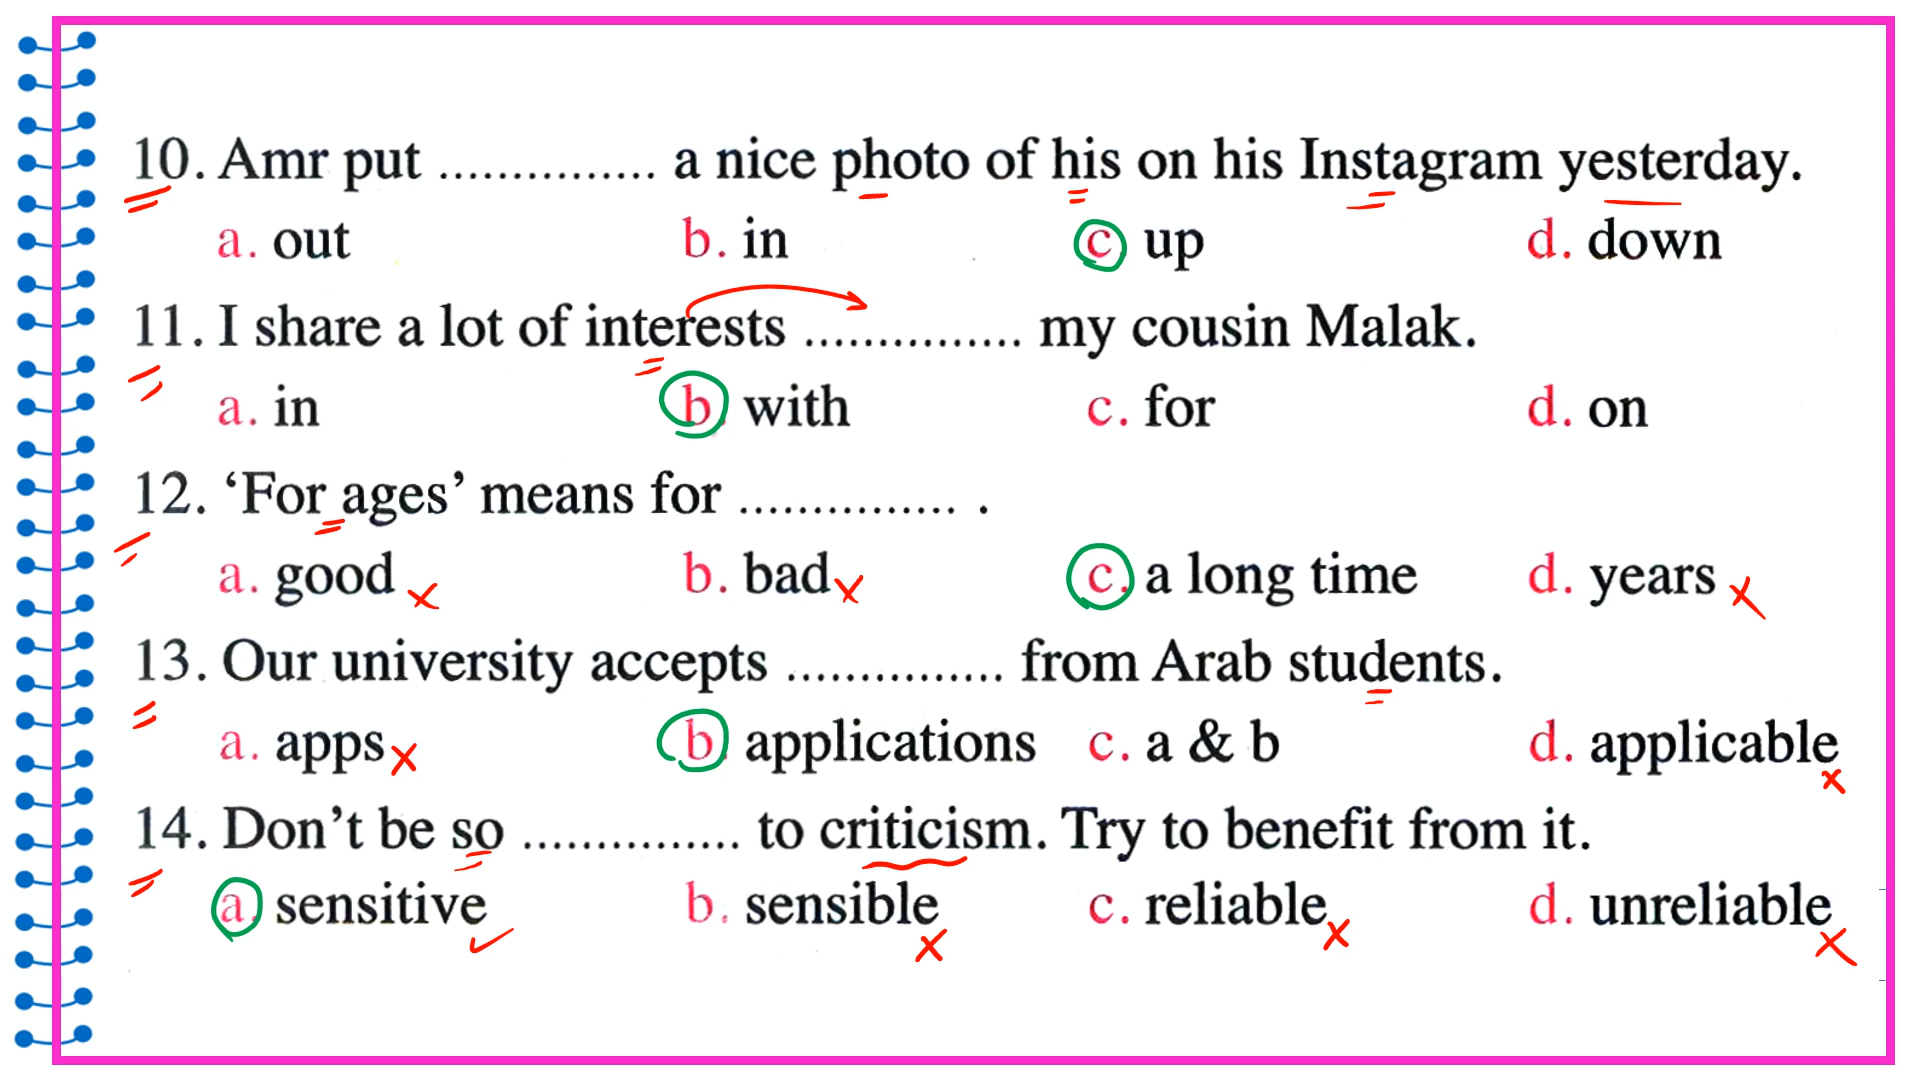 10. Amr put ............... a nice photo of his on his Instagram yesterday.
a. out b. in c. up d. down
11. I share a lot of interests ............... my cousin Malak.
a. in b. with c. for d. on
12. ‘For ages’ means for ............... .
a. good b. bad c. a long time d. years
13. Our university accepts ............... from Arab students.
a. apps b. applications c. a & b d. applicable
14. Don’t be so ............... to criticism. Try to benefit from it.
a. sensitive b. sensible c. reliable d. unreliable